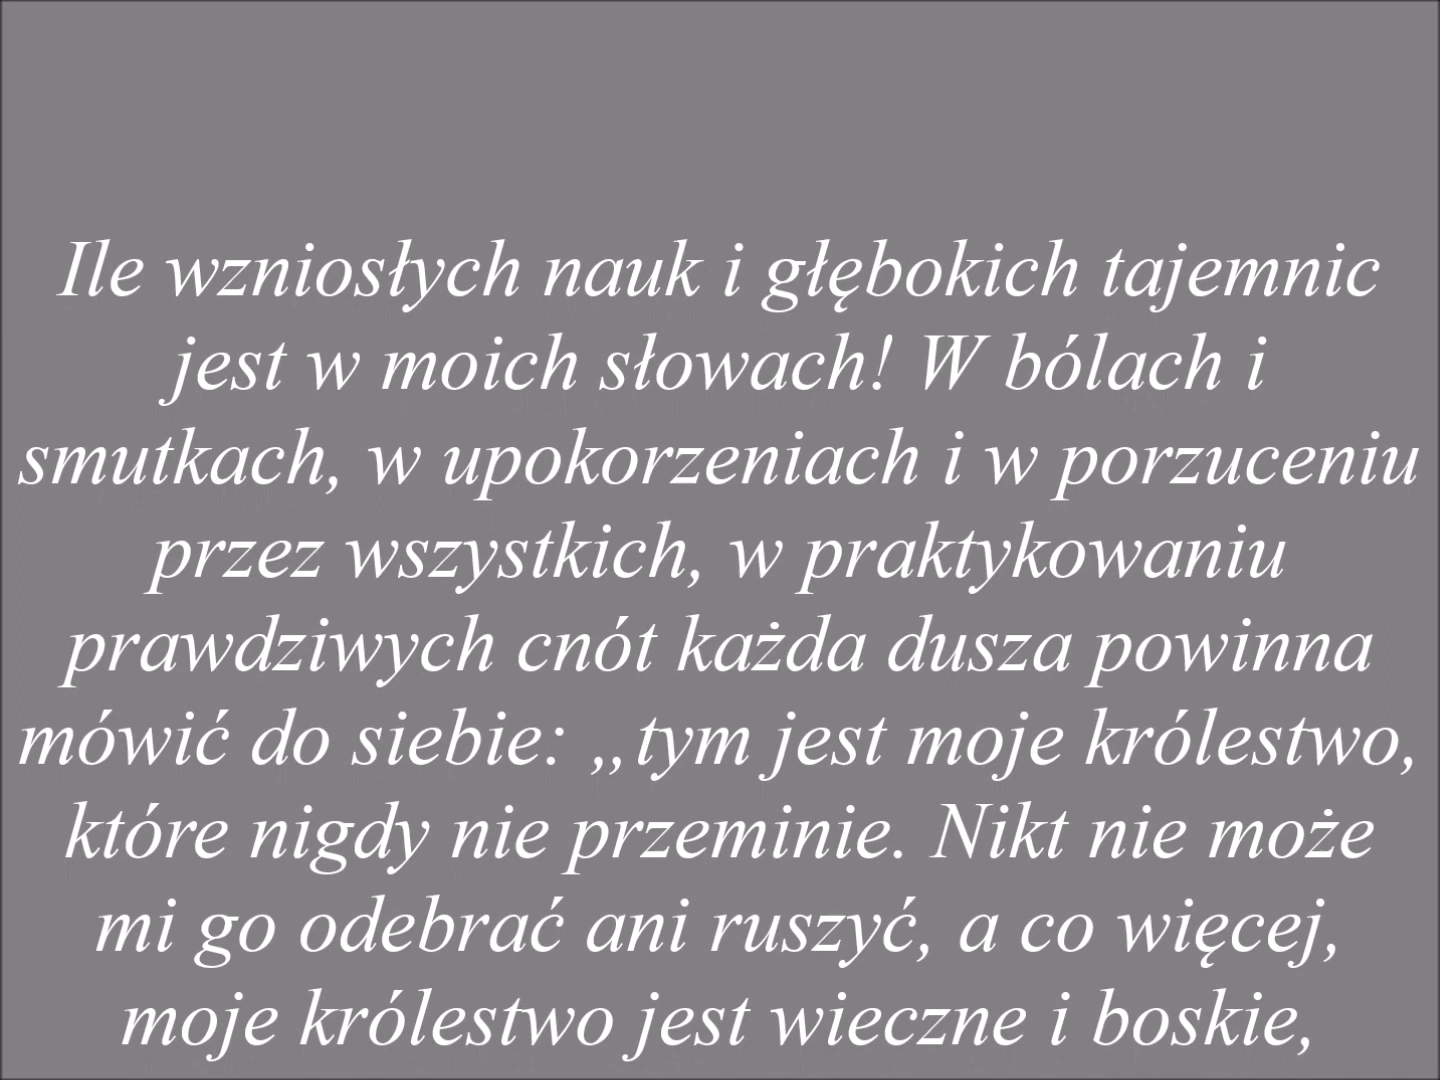 Ile wzniosłych nauk i głębokich tajemnic
jest w moich słowach! W bólach i
smutkach, w upokorzeniach i w porzuceniu
przez wszystkich, w praktykowaniu
prawdziwych cnót każda dusza powinna
mówić do siebie: ,,tym jest moje królestwo,
które nigdy nie przeminie. Nikt nie może
mi go odebrać ani ruszyć, a co więcej,
moje królestwo jest wieczne i boskie,